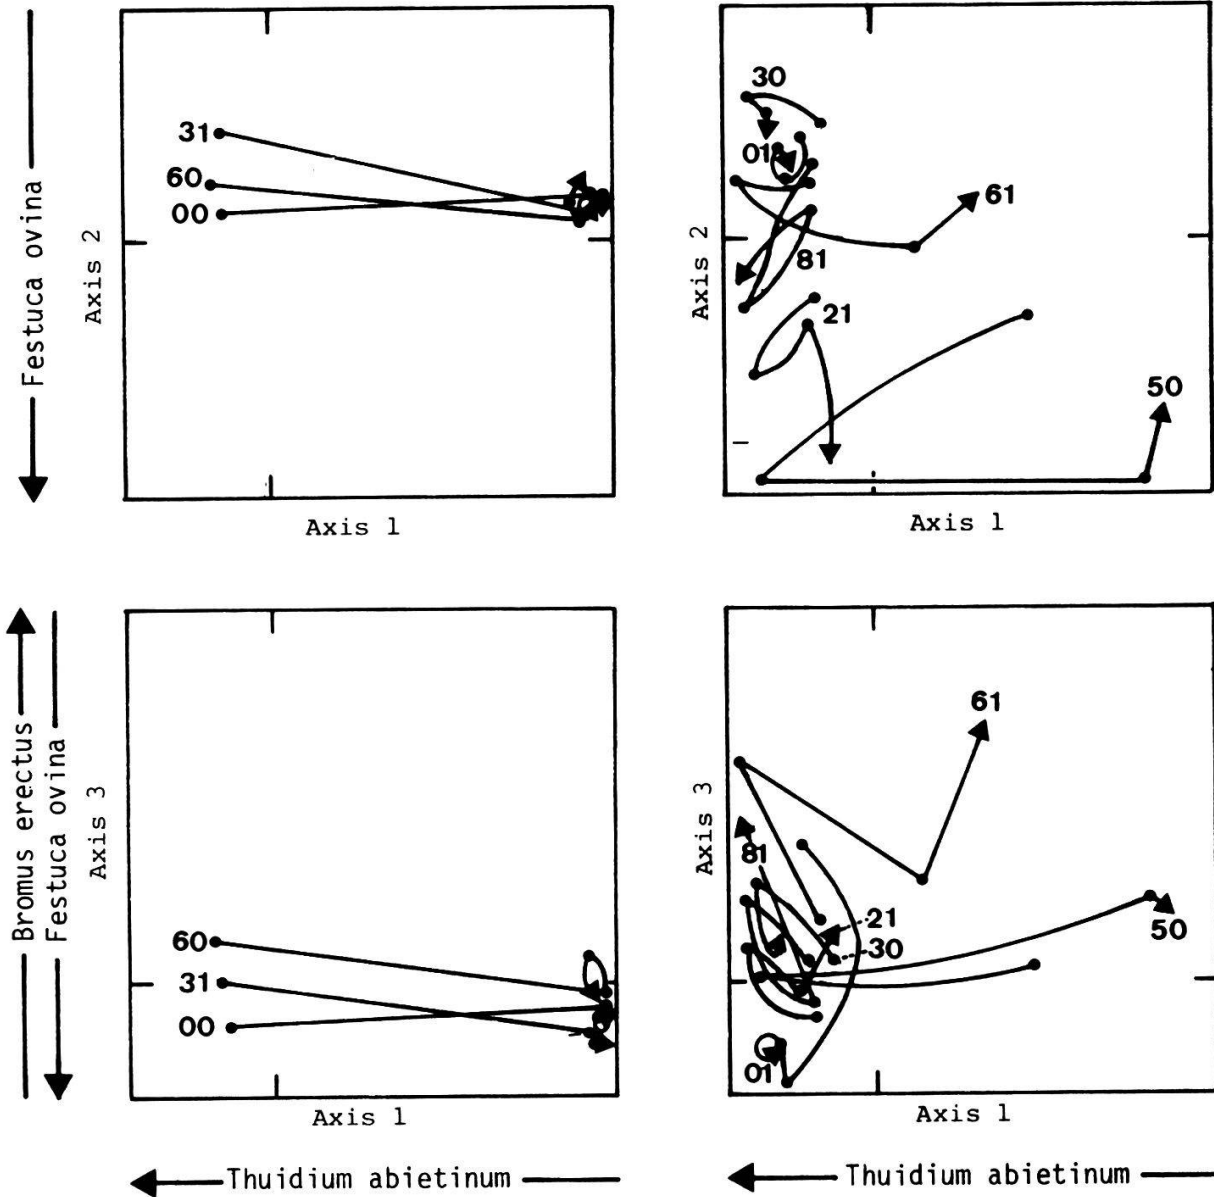 Festuca ovina
Axis 2
31
60
00
Axis 1
Axis 2
30
01
61
81
21
50
Axis 1
Bromus erectus
Festuca ovina
Axis 3
60
31
00
Axis 1
Thuidium abietinum
Axis 3
61
81
21
30
50
01
Axis 1
Thuidium abietinum